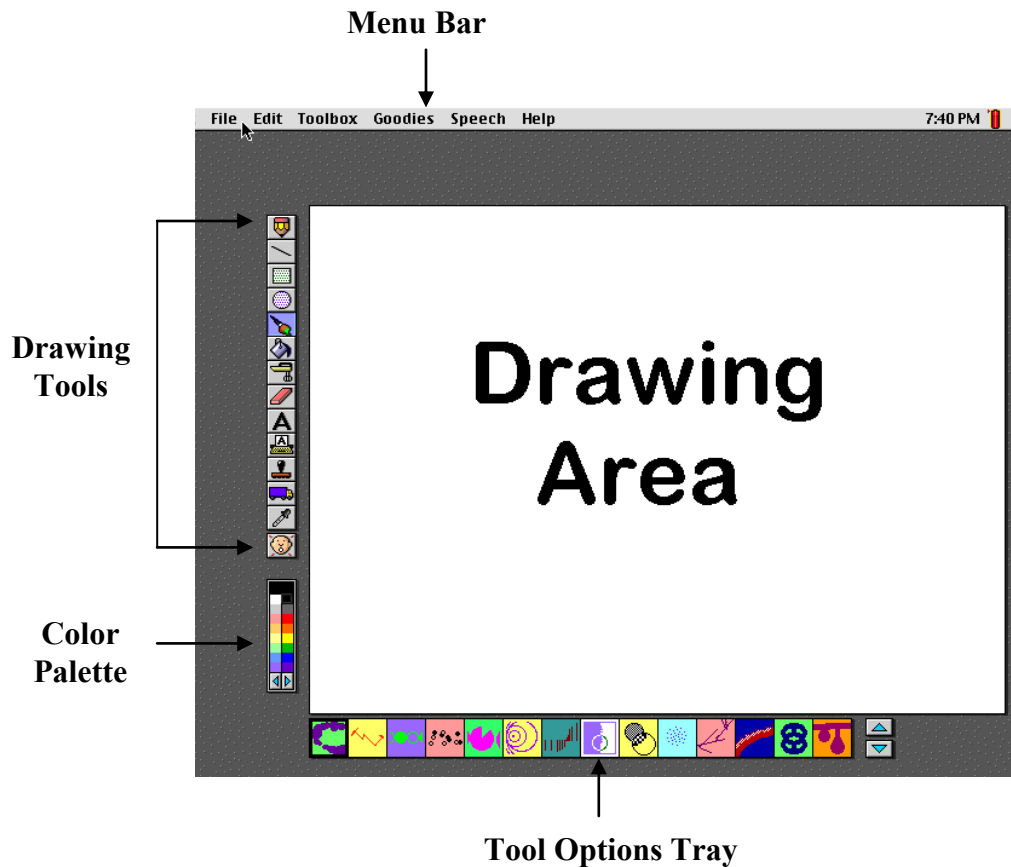 Menu Bar
File Edit Toolbox Goodies Speech Help 7:40 PM
Drawing
Tools
Drawing
Area
Color
Palette
Tool Options Tray